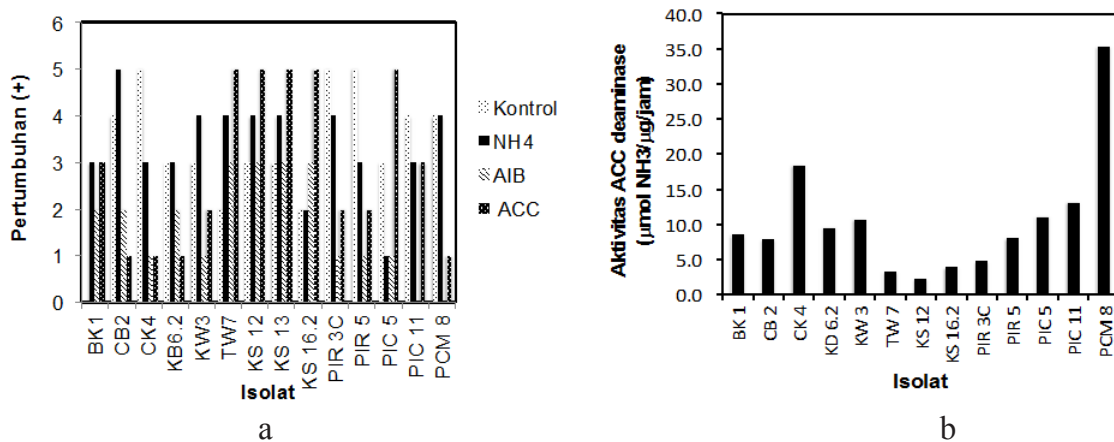 Pertumbuhan (+)
6
5
4
3
2
1
0
BK1
CB2
CK4
KB6.2
KW3
TW7
KS 12
KS 13
KS 16.2
PIR 3C
PIR 5
PIC 5
PIC 11
PCM 8
Isolat
Kontrol
NH4
AIB
ACC
a
Aktivitas ACC deaminase
(µmol NH3/µg/jam)
40.0
35.0
30.0
25.0
20.0
15.0
10.0
5.0
0.0
BK 1
CB 2
CK 4
KD 6.2
KW 3
TW 7
KS 12
KS 16.2
PIR 3C
PIR 5
PIC 5
PIC 11
PCM 8
Isolat
b